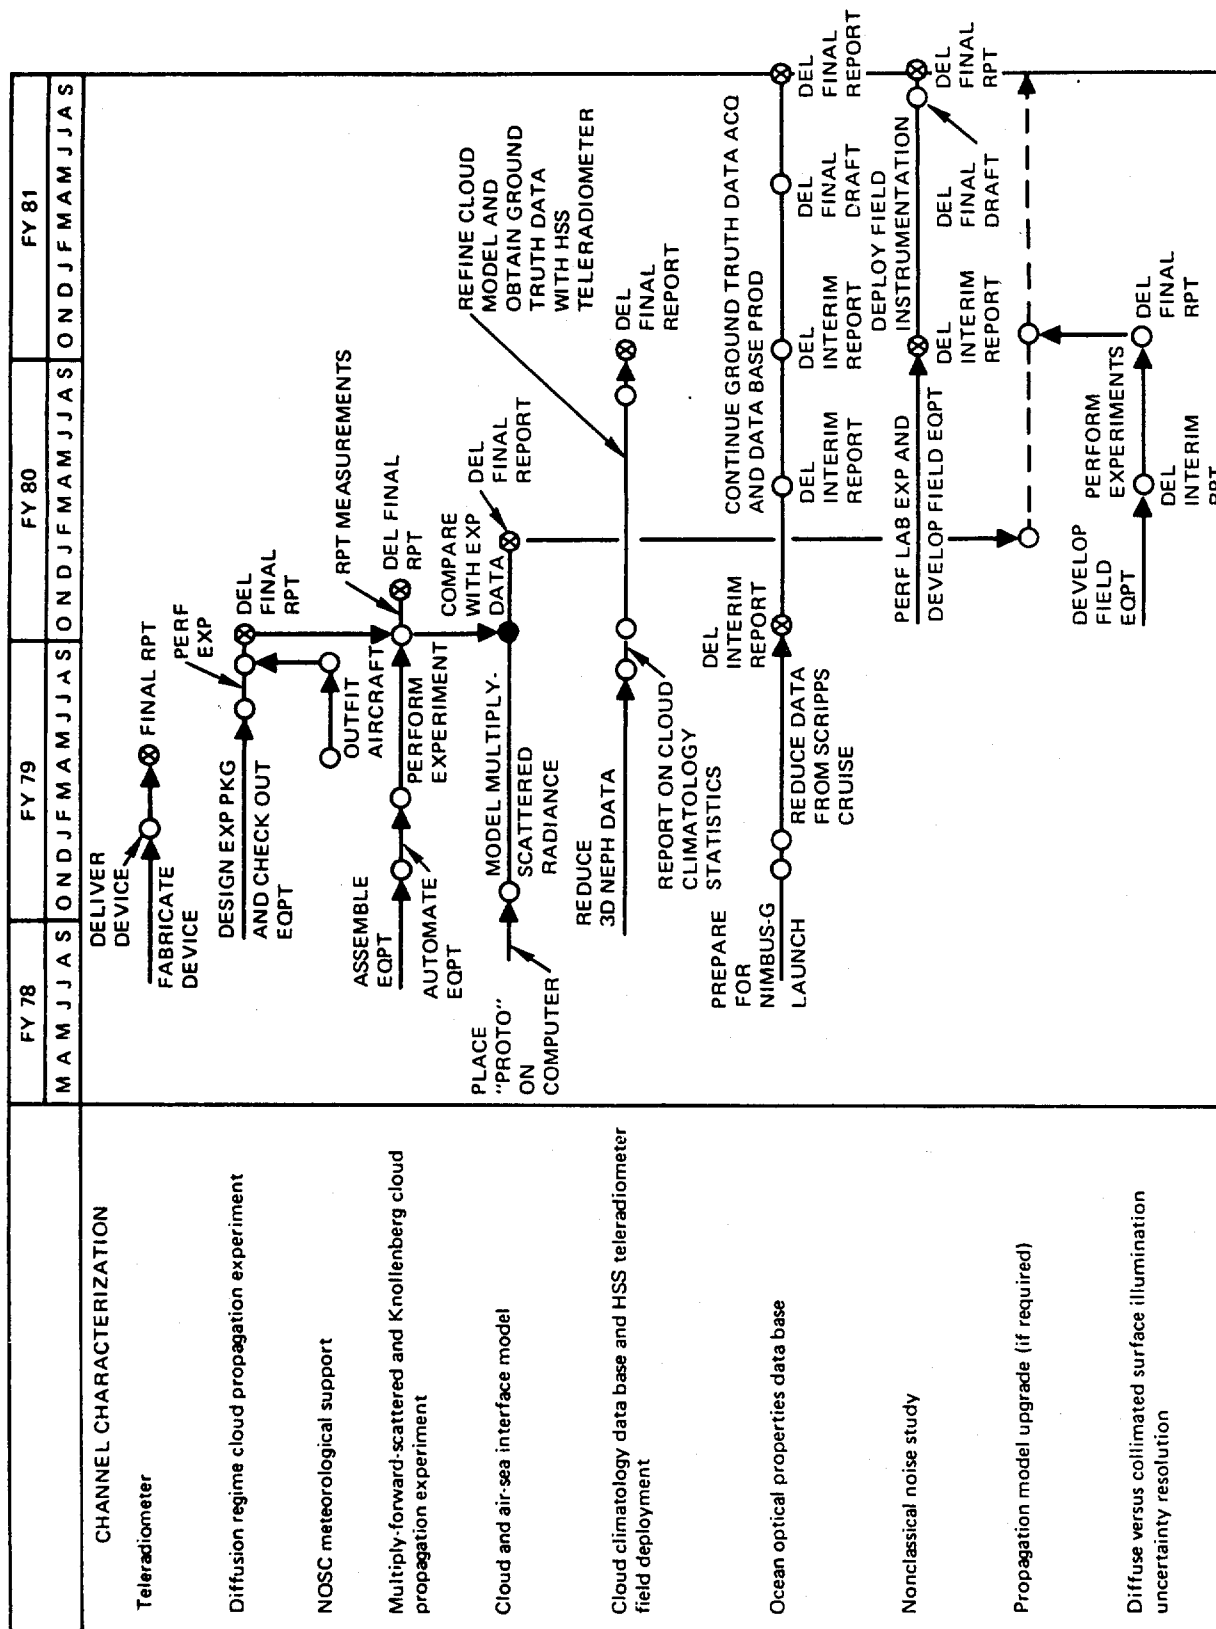 FY 78
FY 79
FY 80
FY 81
M A M J J A S
O N D J F M A M J J A S
O N D J F M A M J J A S
O N D J F M A M J J A S
CHANNEL CHARACTERIZATION
Teleradiometer
DELIVER
DEVICE
FABRICATE
DEVICE
FINAL RPT
Diffusion regime cloud propagation experiment
DESIGN EXP PKG
AND CHECK OUT
EQPT
PERF
EXP
DEL
FINAL
RPT
NOSC meteorological support
OUTFIT
AIRCRAFT
Multiply-forward-scattered and Knollenberg cloud
propagation experiment
ASSEMBLE
EQPT
AUTOMATE
EQPT
PERFORM
EXPERIMENT
RPT MEASUREMENTS
DEL FINAL
RPT
Cloud and air-sea interface model
PLACE
"PROTO"
ON
COMPUTER
MODEL MULTIPLY-
SCATTERED
RADIANCE
COMPARE
WITH EXP
DATA
DEL
FINAL
REPORT
Cloud climatology data base and HSS teleradiometer
field deployment
REDUCE
3D NEPH DATA
REPORT ON CLOUD
CLIMATOLOGY
STATISTICS
REFINE CLOUD
MODEL AND
OBTAIN GROUND
TRUTH DATA
WITH HSS
TELERADIOMETER
DEL
FINAL
REPORT
Ocean optical properties data base
PREPARE
FOR
NIMBUS-G
LAUNCH
REDUCE DATA
FROM SCRIPPS
CRUISE
DEL
INTERIM
REPORT
CONTINUE GROUND TRUTH DATA ACQ
AND DATA BASE PROD
DEL
INTERIM
REPORT
DEL
INTERIM
REPORT
DEL
FINAL
DRAFT
DEL
FINAL
REPORT
Nonclassical noise study
PERF LAB EXP AND
DEVELOP FIELD EQPT
DEPLOY FIELD
INSTRUMENTATION
DEL
INTERIM
REPORT
DEL
FINAL
DRAFT
DEL
FINAL
RPT
Propagation model upgrade (if required)
Diffuse versus collimated surface illumination
uncertainty resolution
DEVELOP
FIELD
EQPT
PERFORM
EXPERIMENTS
DEL
INTERIM
RPT
DEL
FINAL
RPT